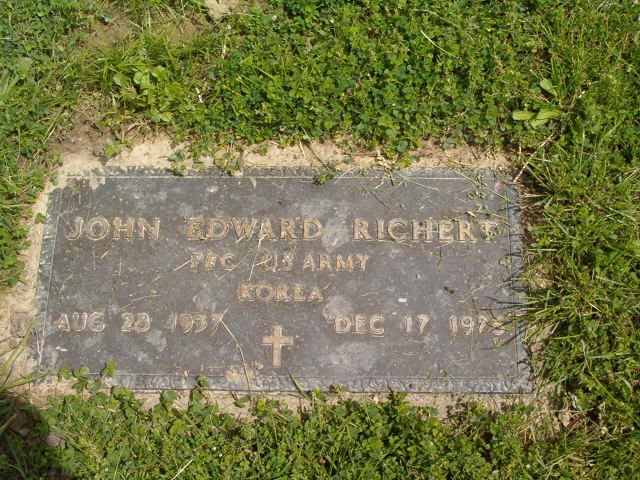 JOHN EDWARD RICHERT
PFC US ARMY
KOREA
AUG 28 1937 DEC 17 1975